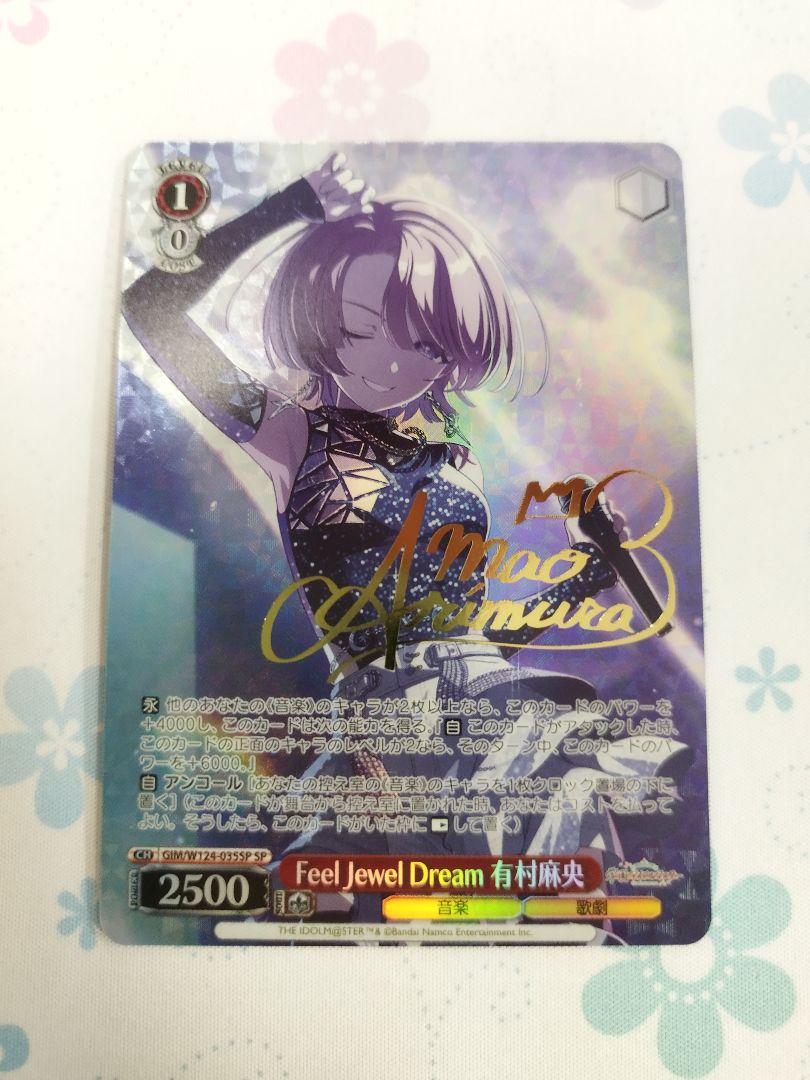 LEVEL
1
0
COST
Mao
Arimura
永 他のあなたの《音楽》のキャラが2枚以上なら、このカードのパワーを
+4000し、このカードは次の能力を得る。『自 このカードがアタックした時、
このカードの正面のキャラのレベルが2なら、そのターン中、このカードのパ
ワーを+6000。』
自 アンコール [あなたの控え室の《音楽》のキャラを1枚クロック置場の下に
置く] (このカードが舞台から控え室に置かれた時、あなたはコストを払って
よい。そうしたら、このカードがいた枠に して置く)
CH GIM/W124-035SP SP
POWER 2500 SOUL
Feel Jewel Dream 有村麻央
音楽 歌劇
THE IDOLM@STER™& ©Bandai Namco Entertainment Inc.